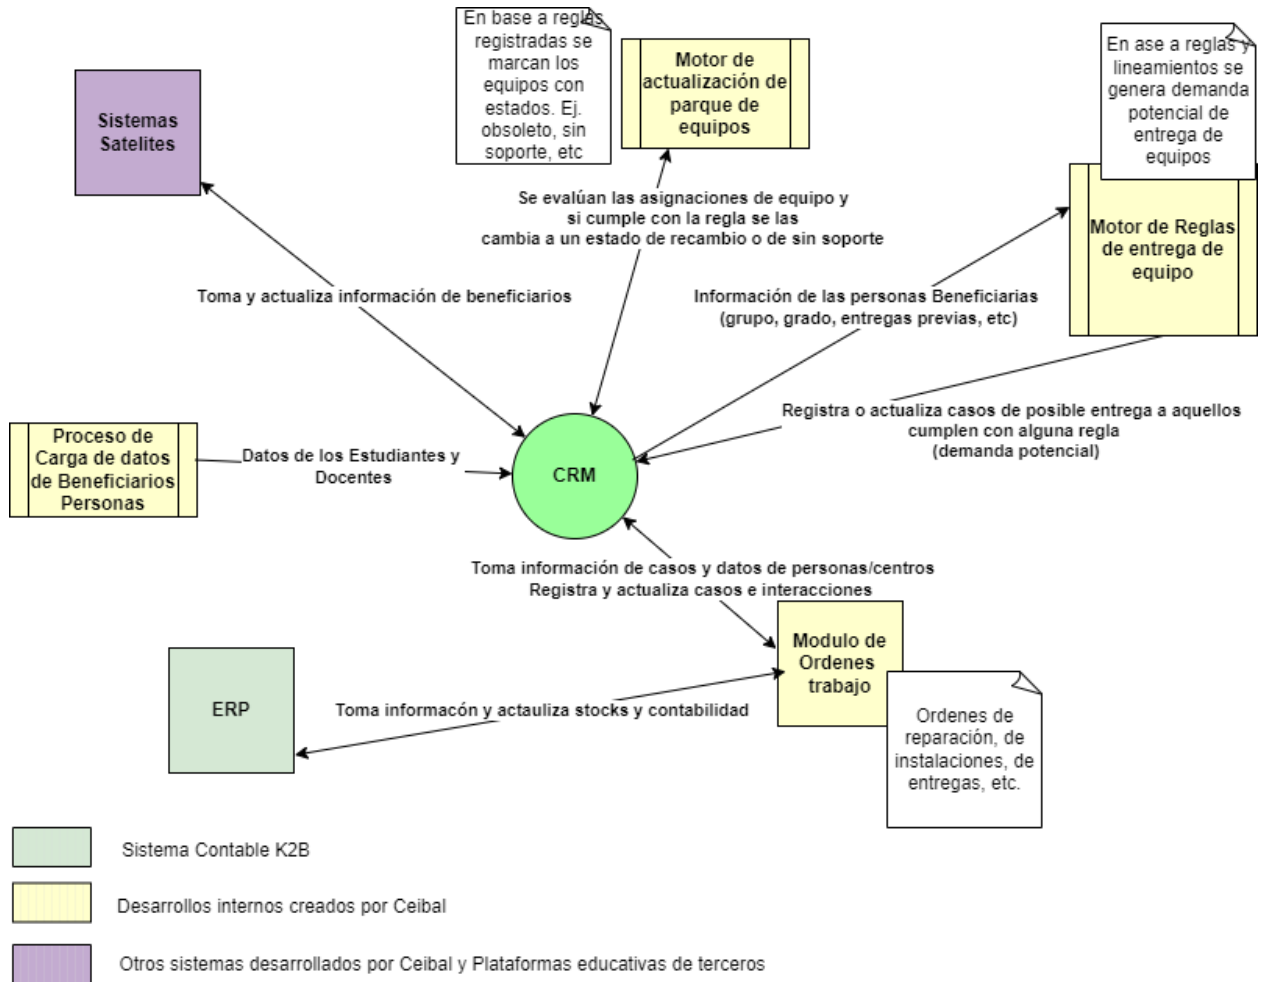 En base a reglas
registradas se
marcan los
equipos con
estados. Ej.
obsoleto, sin
soporte, etc
Motor de
actualización de
parque de
equipos
En ase a reglas y
lineamientos se
genera demanda
potencial de
entrega de
equipos
Sistemas
Satelites
Se evalúan las asignaciones de equipo y
si cumple con la regla se las
cambia a un estado de recambio o de sin soporte
Motor de Reglas
de entrega de
equipo
Toma y actualiza información de beneficiarios
Información de las personas Beneficiarias
(grupo, grado, entregas previas, etc)
Registra o actualiza casos de posible entrega a aquellos
cumplen con alguna regla
(demanda potencial)
Proceso de
Carga de datos
de Beneficiarios
Personas
Datos de los Estudiantes y
Docentes
CRM
Toma información de casos y datos de personas/centros
Registra y actualiza casos e interacciones
Modulo de
Ordenes
trabajo
ERP
Toma informacón y actauliza stocks y contabilidad
Ordenes de
reparación, de
instalaciones, de
entregas, etc.
Sistema Contable K2B
Desarrollos internos creados por Ceibal
Otros sistemas desarrollados por Ceibal y Plataformas educativas de terceros